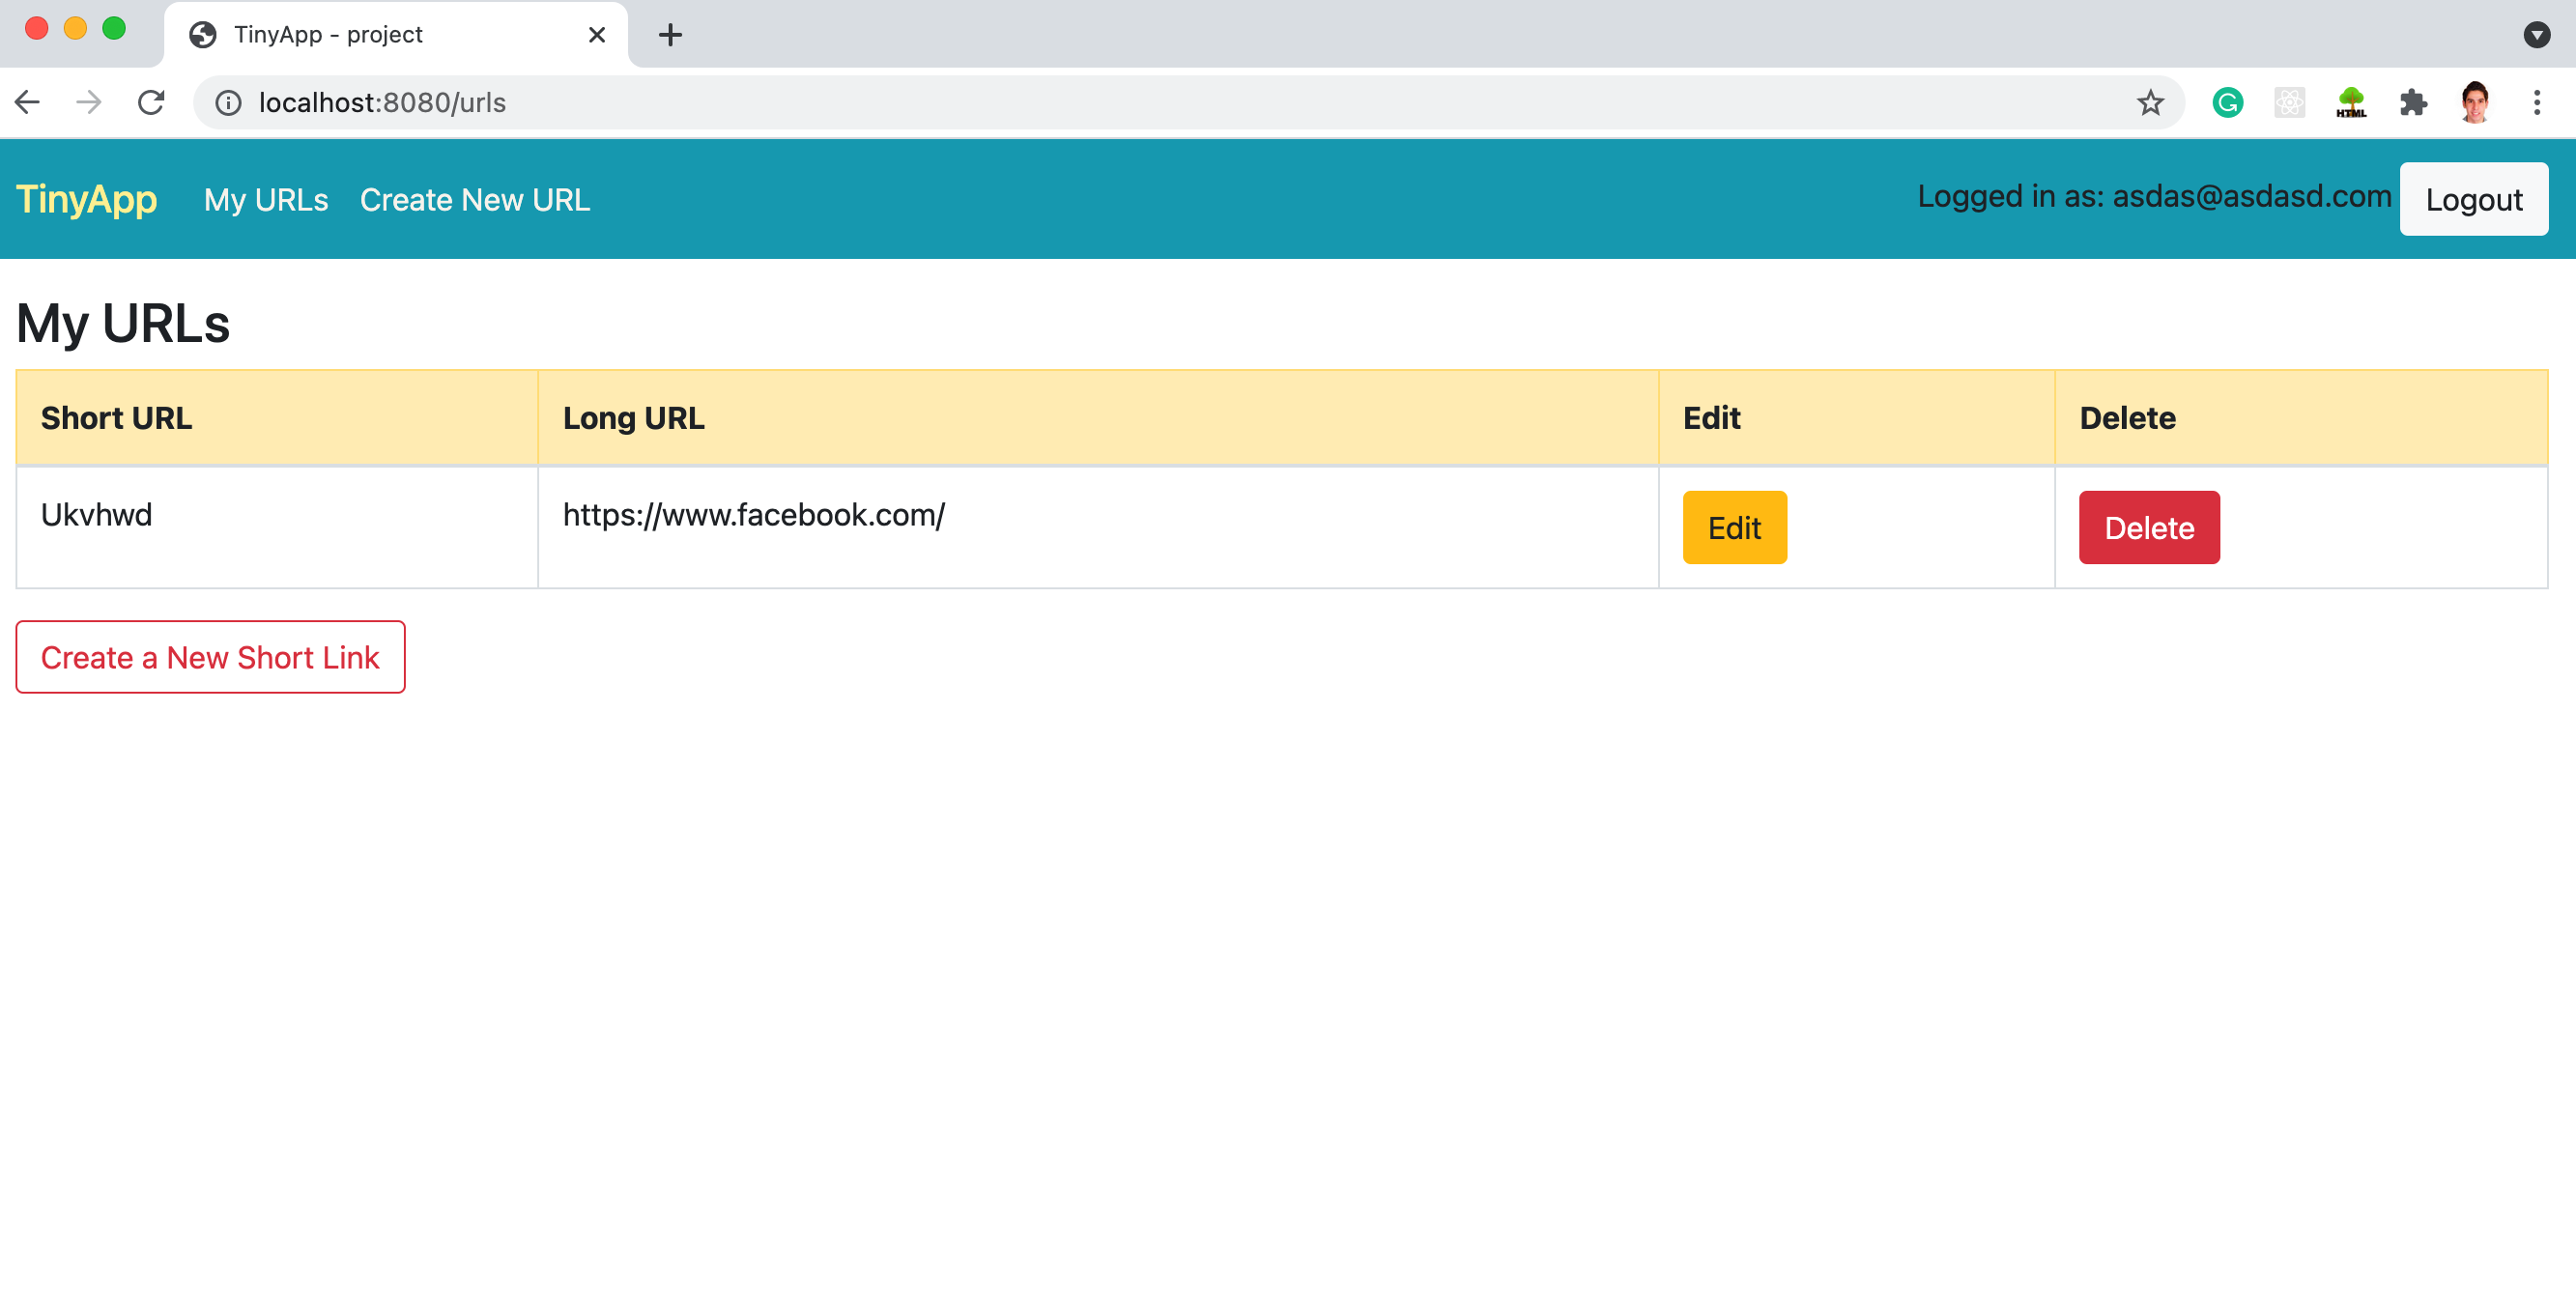 TinyApp - project
localhost:8080/urls
HTML
TinyApp My URLs Create New URL Logged in as: asdas@asdasd.com Logout
My URLs
Short URL Long URL Edit Delete
Ukvhwd https://www.facebook.com/ Edit Delete
Create a New Short Link